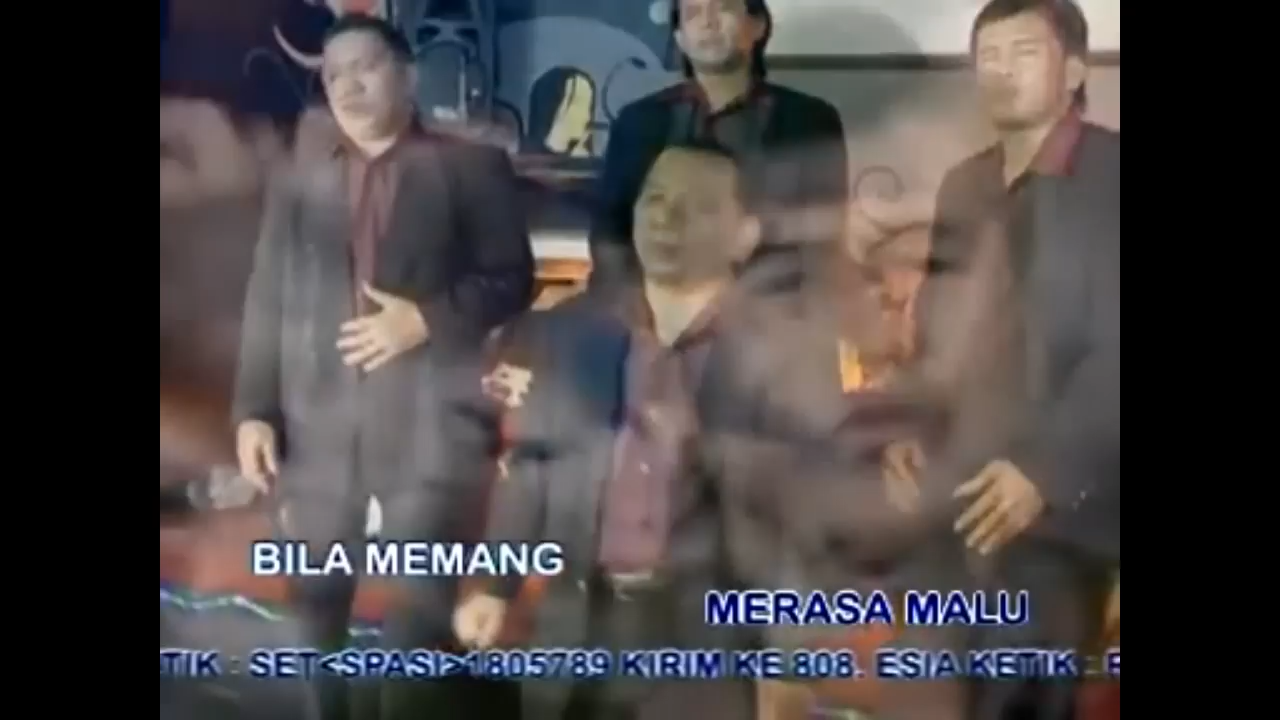 BILA MEMANG
MERASA MALU
TIK : SET<SPASI>1805789 KIRIM KE 808. ESIA KETIK :